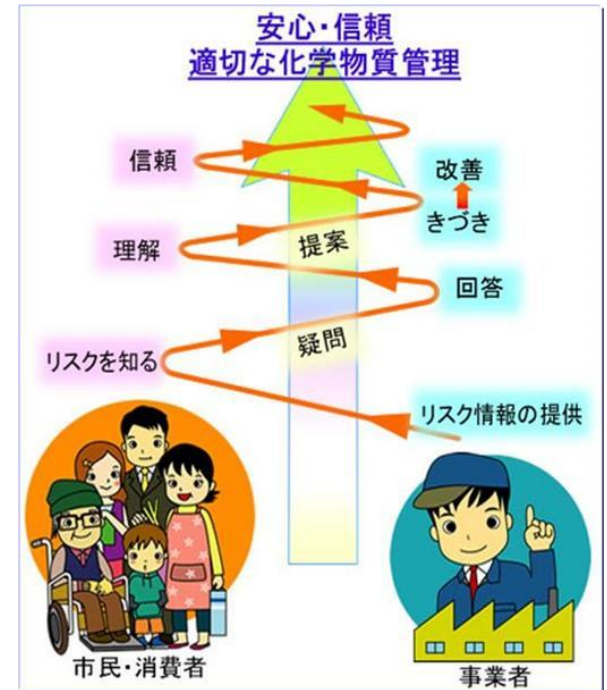 安心・信頼
適切な化学物質管理
信頼
改善
きづき
提案
理解
回答
疑問
リスクを知る
リスク情報の提供
市民・消費者
事業者